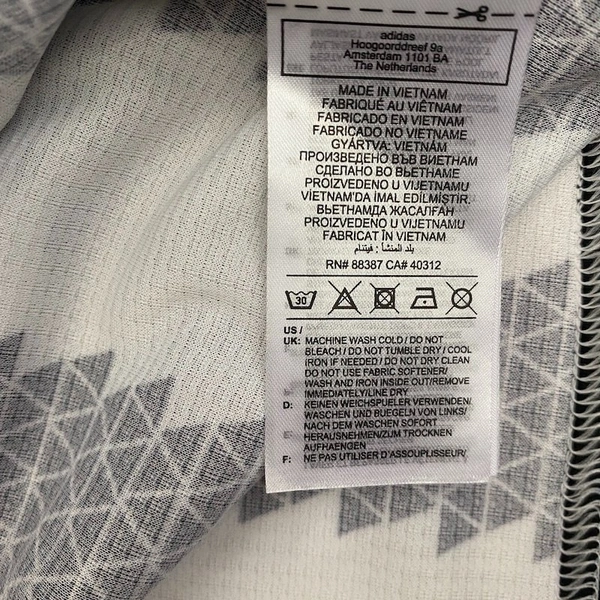 adidas
Hoogoorddreef 9a
Amsterdam 1101 BA
The Netherlands
MADE IN VIETNAM
FABRIQUÉ AU VIÊTNAM
FABRICADO EN VIETNAM
FABRICADO NO VIETNAME
GYÁRTVA: VIETNÁM
ПРОИЗВЕДЕНО ВЪВ ВИЕТНАМ
СДЕЛАНО ВО ВЬЕТНАМЕ
PROIZVEDENO U VIJETNAMU
VIETNAM'DA İMAL EDİLMİŞTİR.
ВЬЕТНАМДА ЖАСАЛҒАН
PROIZVEDENO U VIJETNAMU
FABRICAT ÎN VIETNAM
بلد المنشأ : فيتنام
RN# 88387 CA# 40312
30
US /
UK: MACHINE WASH COLD / DO NOT
BLEACH / DO NOT TUMBLE DRY / COOL
IRON IF NEEDED / DO NOT DRY CLEAN
DO NOT USE FABRIC SOFTENER/
WASH AND IRON INSIDE OUT/REMOVE
IMMEDIATELY/LINE DRY
D: KEINEN WEICHSPUELER VERWENDEN/
WASCHEN UND BUEGELN VON LINKS/
NACH DEM WASCHEN SOFORT
HERAUSNEHMEN/ZUM TROCKNEN
AUFHAENGEN
F: NE PAS UTILISER D'ASSOUPLISSEUR/